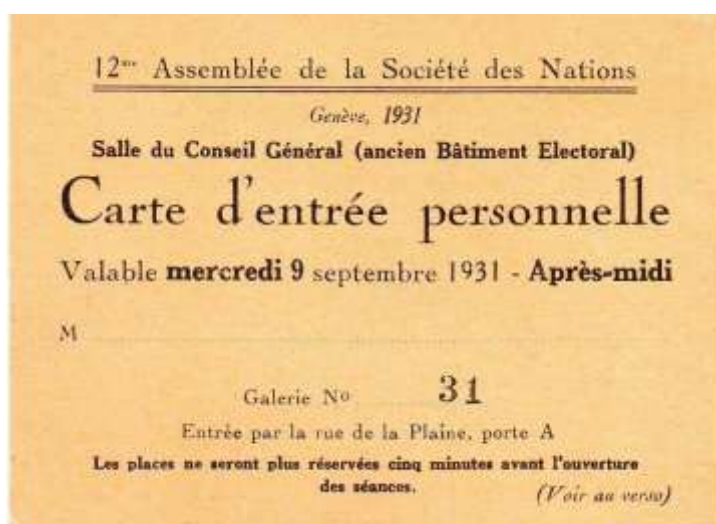 12me Assemblée de la Société des Nations
Genève, 1931
Salle du Conseil Général (ancien Bâtiment Electoral)
Carte d'entrée personnelle
Valable mercredi 9 septembre 1931 - Après-midi
M
Galerie No 31
Entrée par la rue de la Plaine, porte A
Les places ne seront plus réservées cinq minutes avant l'ouverture
des séances.
(Voir au verso)